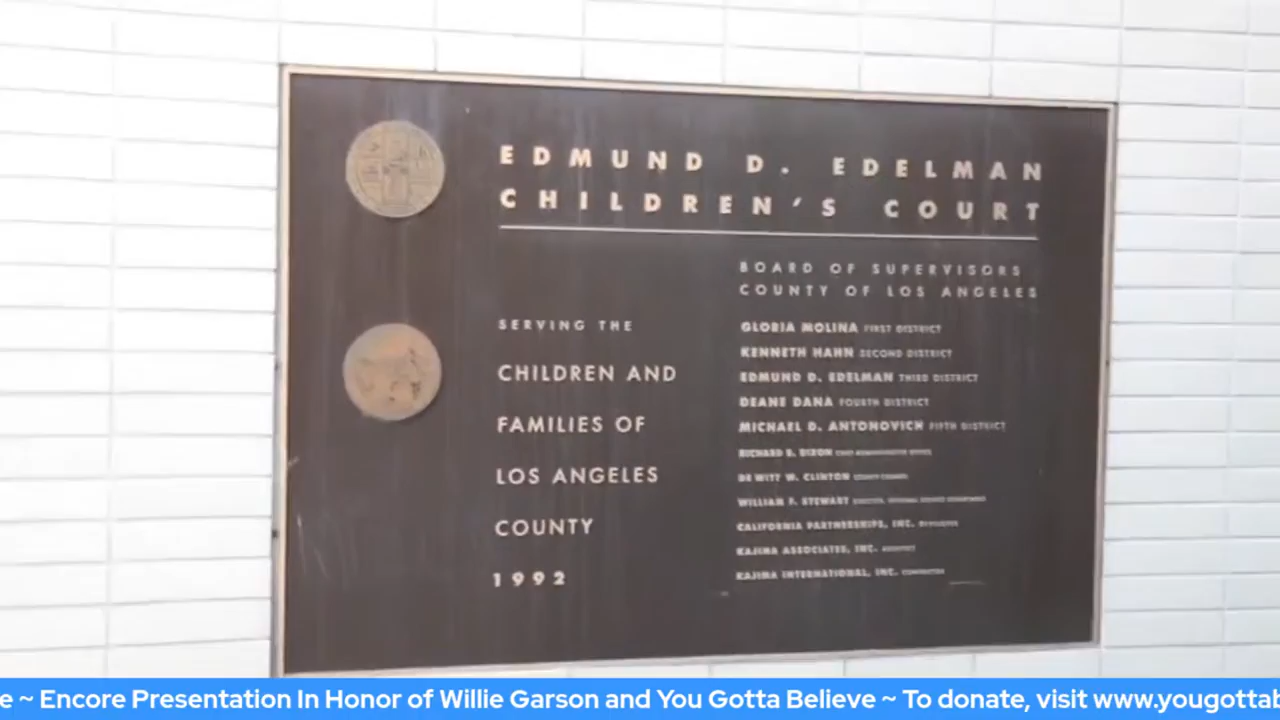 EDMUND D. EDELMAN
CHILDREN'S COURT
BOARD OF SUPERVISORS
COUNTY OF LOS ANGELES
SERVING THE
CHILDREN AND
FAMILIES OF
LOS ANGELES
COUNTY
1992
GLORIA MOLINA FIRST DISTRICT
KENNETH HAHN SECOND DISTRICT
EDMUND D. EDELMAN THIRD DISTRICT
DEANE DANA FOURTH DISTRICT
MICHAEL D. ANTONOVICH FIFTH DISTRICT
RICHARD B. DIXON
DE WITT W. CLINTON
WILLIAM F. STEWART
CALIFORNIA PARTNERSHIPS, INC.
KAJIMA ASSOCIATES, INC. ARCHITECT
KAJIMA INTERNATIONAL, INC. CONTRACTOR
e ~ Encore Presentation In Honor of Willie Garson and You Gotta Believe ~ To donate, visit www.yougottab